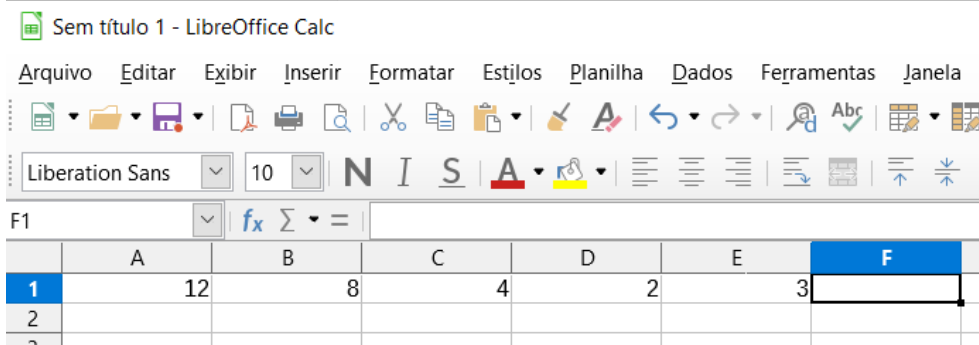 Sem título 1 - LibreOffice Calc
Arquivo Editar Exibir Inserir Formatar Estilos Planilha Dados Ferramentas Janela
Abc
Liberation Sans 10 N I S A
F1 fx Σ =
A B C D E F
1 12 8 4 2 3
2